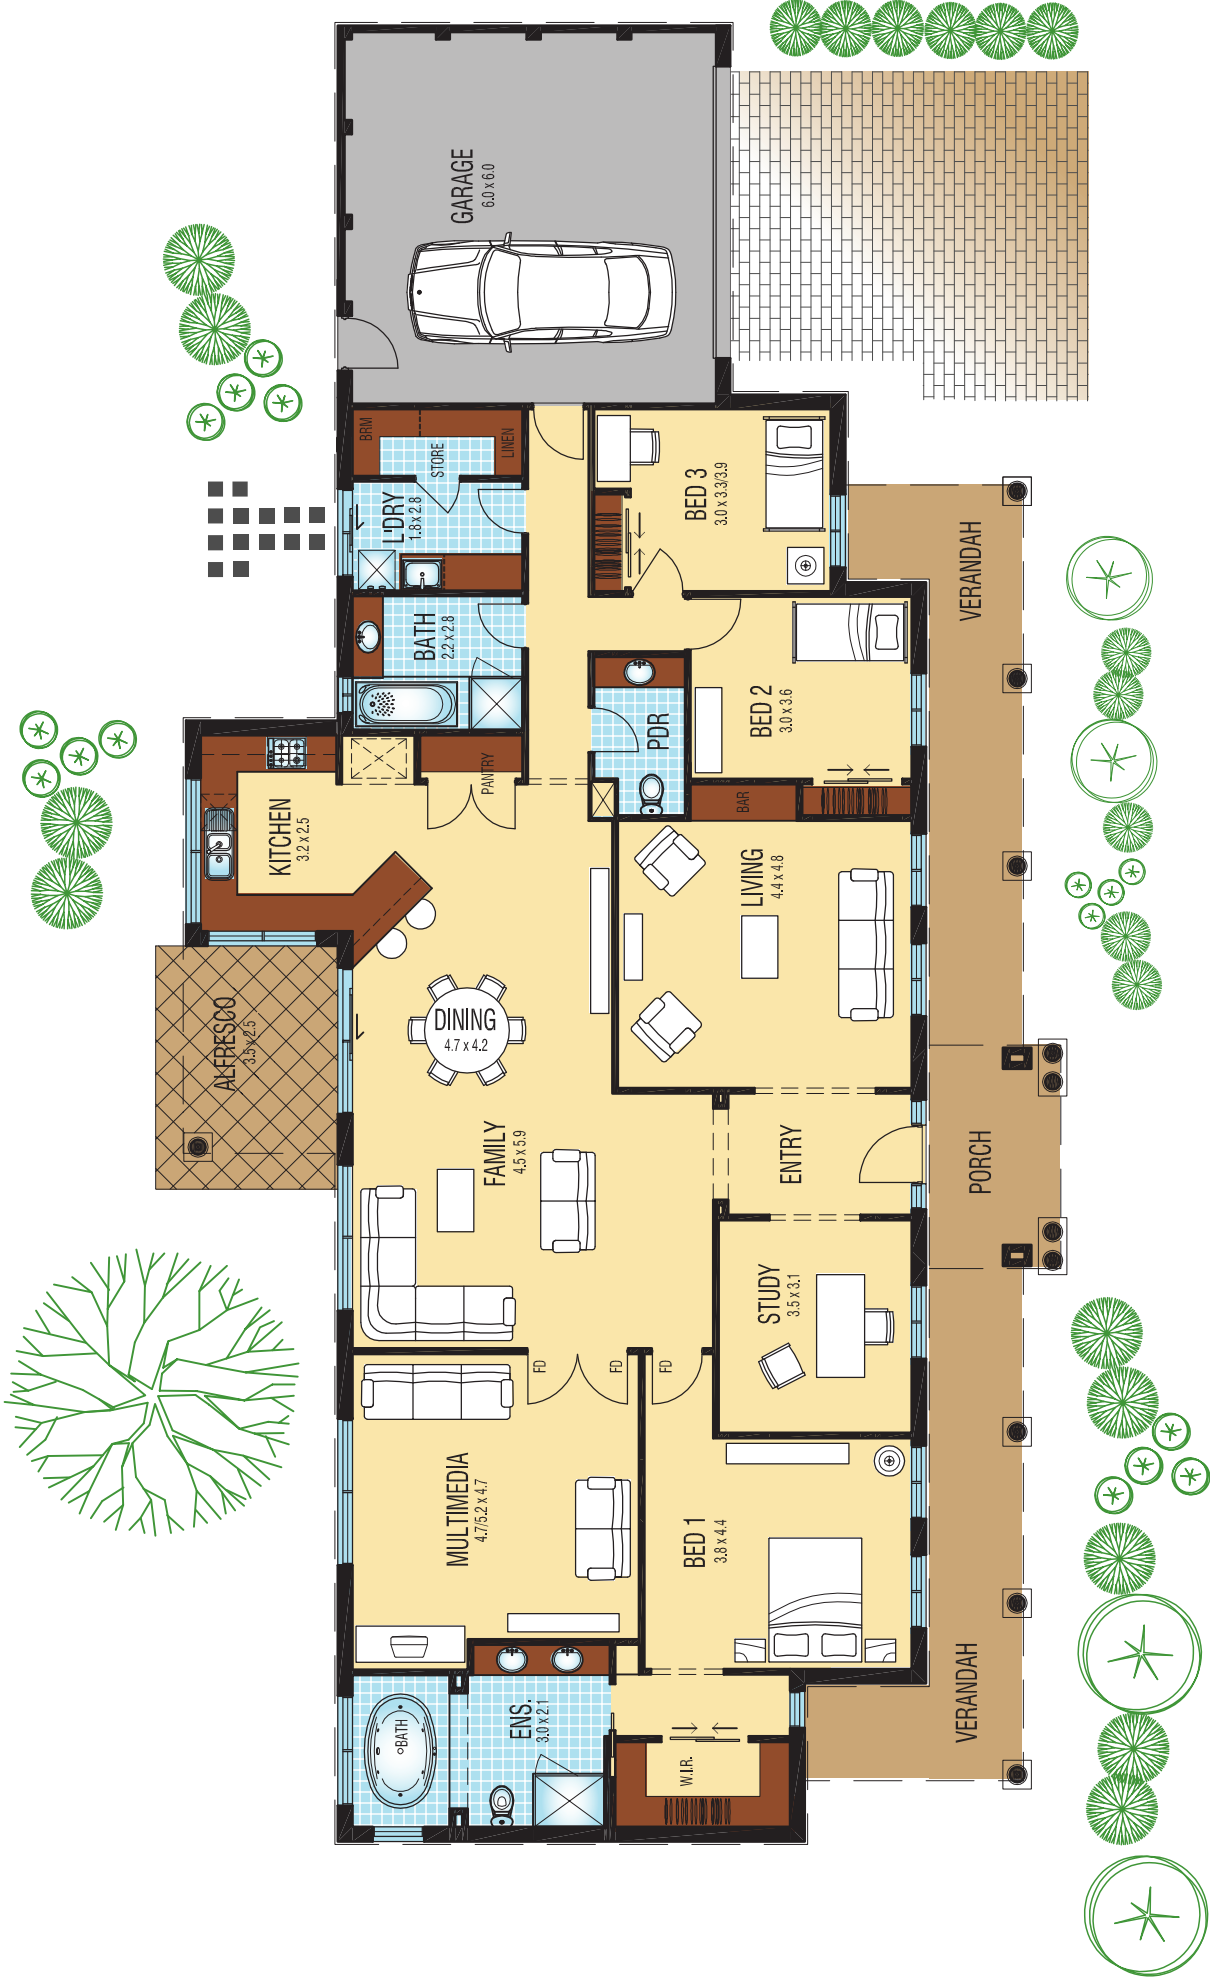 GARAGE
6.0 x 6.0
BRM
STORE
LINEN
L'DRY
1.8 x 2.8
BED 3
3.0 x 3.3/3.9
VERANDAH
BATH
2.2 x 2.8
PDR
BED 2
3.0 x 3.6
KITCHEN
3.2 x 2.5
PANTRY
BAR
LIVING
4.4 x 4.8
ALFRESCO
3.5 x 2.5
DINING
4.7 x 4.2
FAMILY
4.5 x 5.9
ENTRY
PORCH
STUDY
3.5 x 3.1
FD
FD
FD
MULTIMEDIA
4.7/5.2 x 4.7
BED 1
3.8 x 4.4
VERANDAH
BATH
ENS.
3.0 x 2.1
W.I.R.